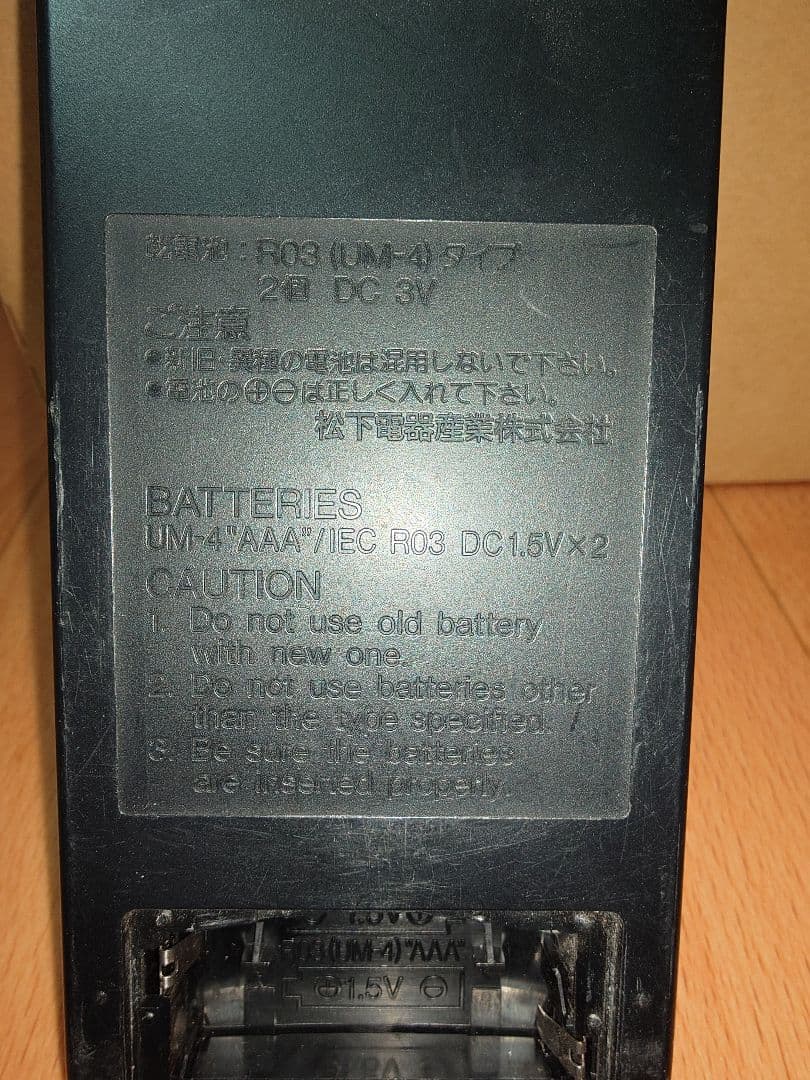 乾電池：R03（UM-4）タイプ
2個 DC 3V
ご注意
●新旧・異種の電池は混用しないで下さい。
●電池の⊕⊖は正しく入れて下さい。
松下電器産業株式会社
BATTERIES
UM-4"AAA"/IEC R03 DC1.5V×2
CAUTION
1. Do not use old battery
with new one.
2. Do not use batteries other
than the type specified.
3. Be sure the batteries
are inserted properly.
1.5V
R03(UM-4)"AAA"
⊕1.5V ⊖